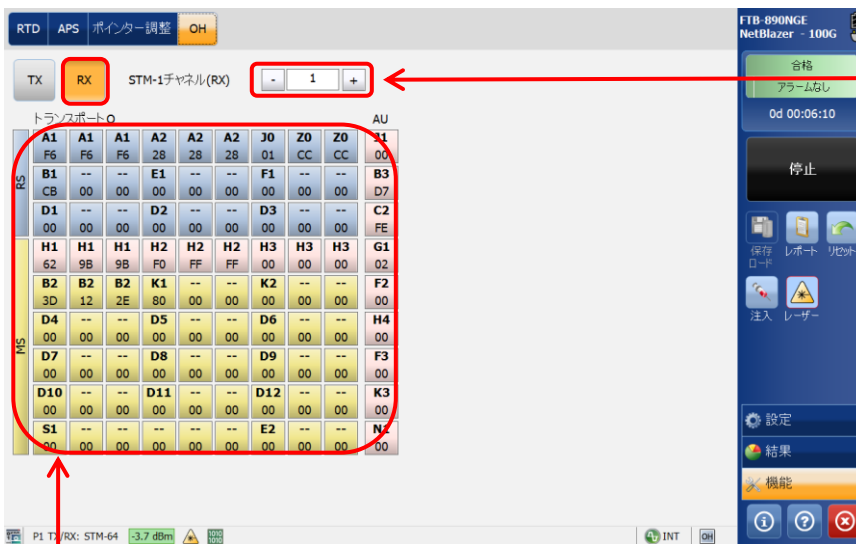 RTD APS ポインター調整 OH
FTB-890NGE
NetBlazer - 100G
TX RX STM-1チャネル(RX) - 1 +
合格
アラームなし
0d 00:06:10
停止
トランスポートO AU
RS
A1 A1 A1 A2 A2 A2 J0 Z0 Z0 J1
F6 F6 F6 28 28 28 01 CC CC 00
B1 -- -- E1 -- -- F1 -- -- B3
CB 00 00 00 00 00 00 00 00 D7
D1 -- -- D2 -- -- D3 -- -- C2
00 00 00 00 00 00 00 00 00 FE
MS
H1 H1 H1 H2 H2 H2 H3 H3 H3 G1
62 9B 9B F0 FF FF 00 00 00 02
B2 B2 B2 K1 -- -- K2 -- -- F2
3D 12 2E 80 00 00 00 00 00 00
D4 -- -- D5 -- -- D6 -- -- H4
00 00 00 00 00 00 00 00 00 00
D7 -- -- D8 -- -- D9 -- -- F3
00 00 00 00 00 00 00 00 00 00
D10 -- -- D11 -- -- D12 -- -- K3
00 00 00 00 00 00 00 00 00 00
S1 -- -- -- -- -- E2 -- -- N1
00 00 00 00 00 00 00 00 00 00
保存
ロード
レポート
リセット
注入 レーザー
設定
結果
機能
P1 TX/RX: STM-64 -3.7 dBm 1010 1010 INT OH